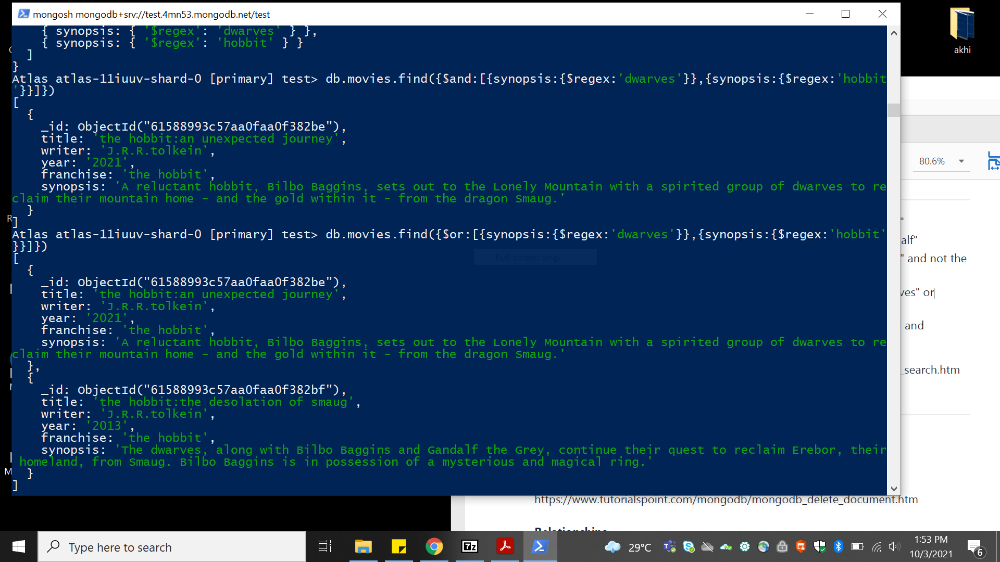 mongosh mongodb+srv://test.4mn53.mongodb.net/test
{ synopsis: { '$regex': 'dwarves' } },
{ synopsis: { '$regex': 'hobbit' } }
]
}
Atlas atlas-11iuuv-shard-0 [primary] test> db.movies.find({$and:[{synopsis:{$regex:'dwarves'}},{synopsis:{$regex:'hobbit
'}}]})
[
{
_id: ObjectId("61588993c57aa0faa0f382be"),
title: 'the hobbit:an unexpected journey',
writer: 'J.R.R.tolkein',
year: '2021',
franchise: 'the hobbit',
synopsis: 'A reluctant hobbit, Bilbo Baggins, sets out to the Lonely Mountain with a spirited group of dwarves to re
claim their mountain home - and the gold within it - from the dragon Smaug.'
}
]
Atlas atlas-11iuuv-shard-0 [primary] test> db.movies.find({$or:[{synopsis:{$regex:'dwarves'}},{synopsis:{$regex:'hobbit'
}}]})
[
{
_id: ObjectId("61588993c57aa0faa0f382be"),
title: 'the hobbit:an unexpected journey',
writer: 'J.R.R.tolkein',
year: '2021',
franchise: 'the hobbit',
synopsis: 'A reluctant hobbit, Bilbo Baggins, sets out to the Lonely Mountain with a spirited group of dwarves to re
claim their mountain home - and the gold within it - from the dragon Smaug.'
},
{
_id: ObjectId("61588993c57aa0faa0f382bf"),
title: 'the hobbit:the desolation of smaug',
writer: 'J.R.R.tolkein',
year: '2013',
franchise: 'the hobbit',
synopsis: 'The dwarves, along with Bilbo Baggins and Gandalf the Grey, continue their quest to reclaim Erebor, their
homeland, from Smaug. Bilbo Baggins is in possession of a mysterious and magical ring.'
}
]
Full-screen Snip
akhi
80.6%
"
alf"
" and not the
ves" or
and
_search.htm
https://www.tutorialspoint.com/mongodb/mongodb_delete_document.htm
Relationships
Type here to search
7z
29°C
1:53 PM
10/3/2021
6